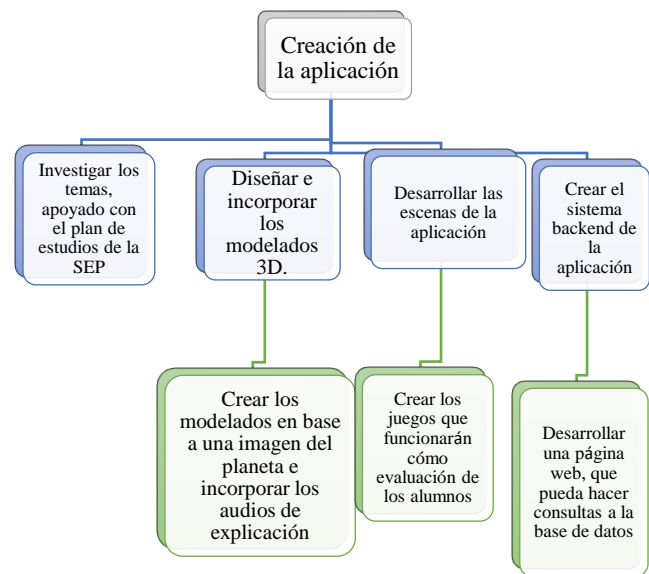 Creación de
la aplicación
Investigar los
temas,
apoyado con
el plan de
estudios de la
SEP
Diseñar e
incorporar
los
modelados
3D.
Desarrollar las
escenas de la
aplicación
Crear el
sistema
backend de
la
aplicación
Crear los
modelados en base
a una imagen del
planeta e
incorporar los
audios de
explicación
Crear los
juegos que
funcionarán
cómo
evaluación de
los alumnos
Desarrollar
una página
web, que
pueda hacer
consultas a la
base de datos